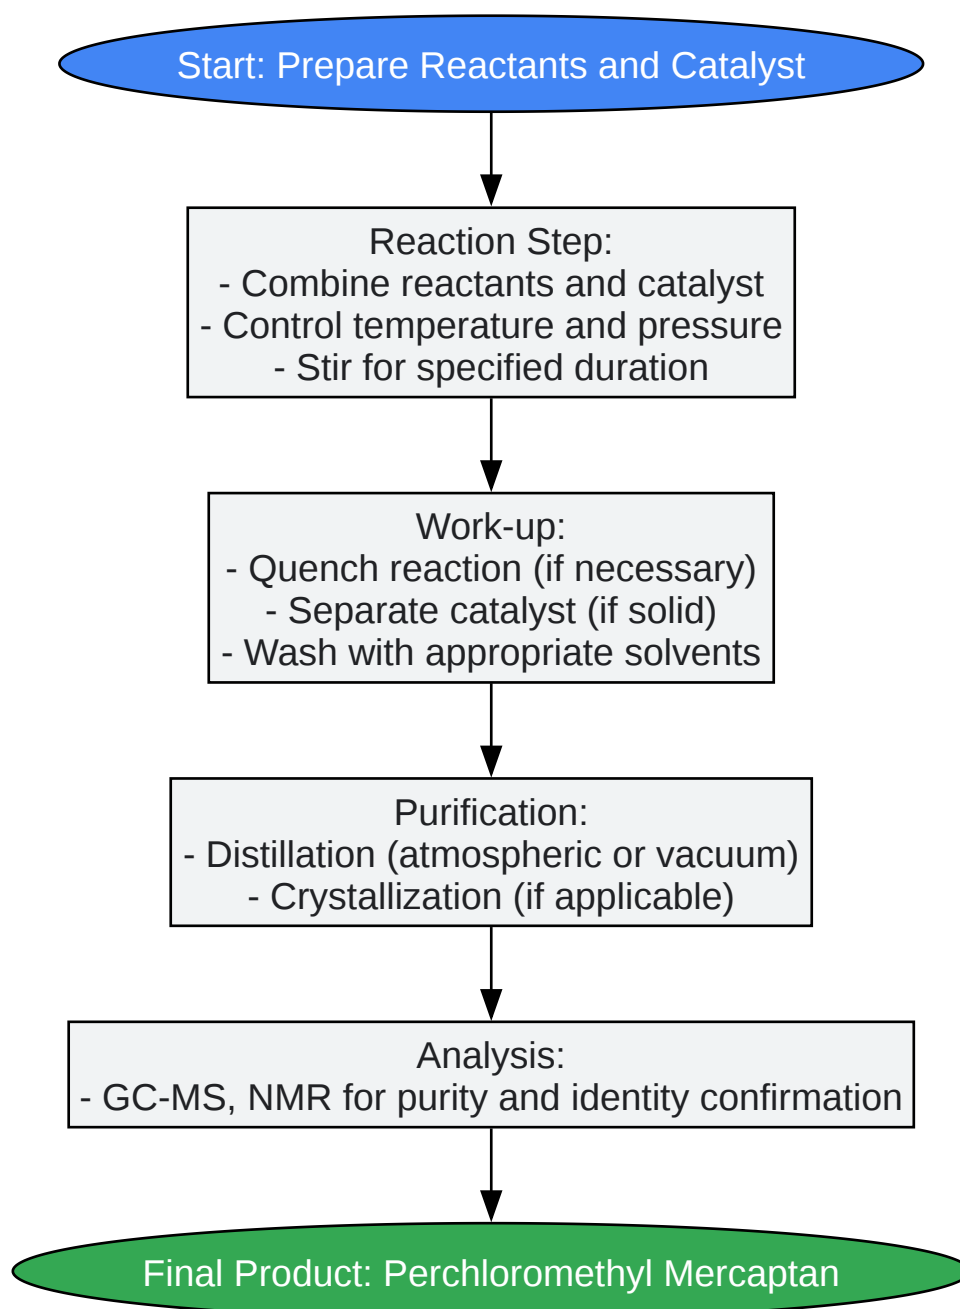 Start: Prepare Reactants and Catalyst
Reaction Step:
- Combine reactants and catalyst
- Control temperature and pressure
- Stir for specified duration
Work-up:
- Quench reaction (if necessary)
- Separate catalyst (if solid)
- Wash with appropriate solvents
Purification:
- Distillation (atmospheric or vacuum)
- Crystallization (if applicable)
Analysis:
- GC-MS, NMR for purity and identity confirmation
Final Product: Perchloromethyl Mercaptan